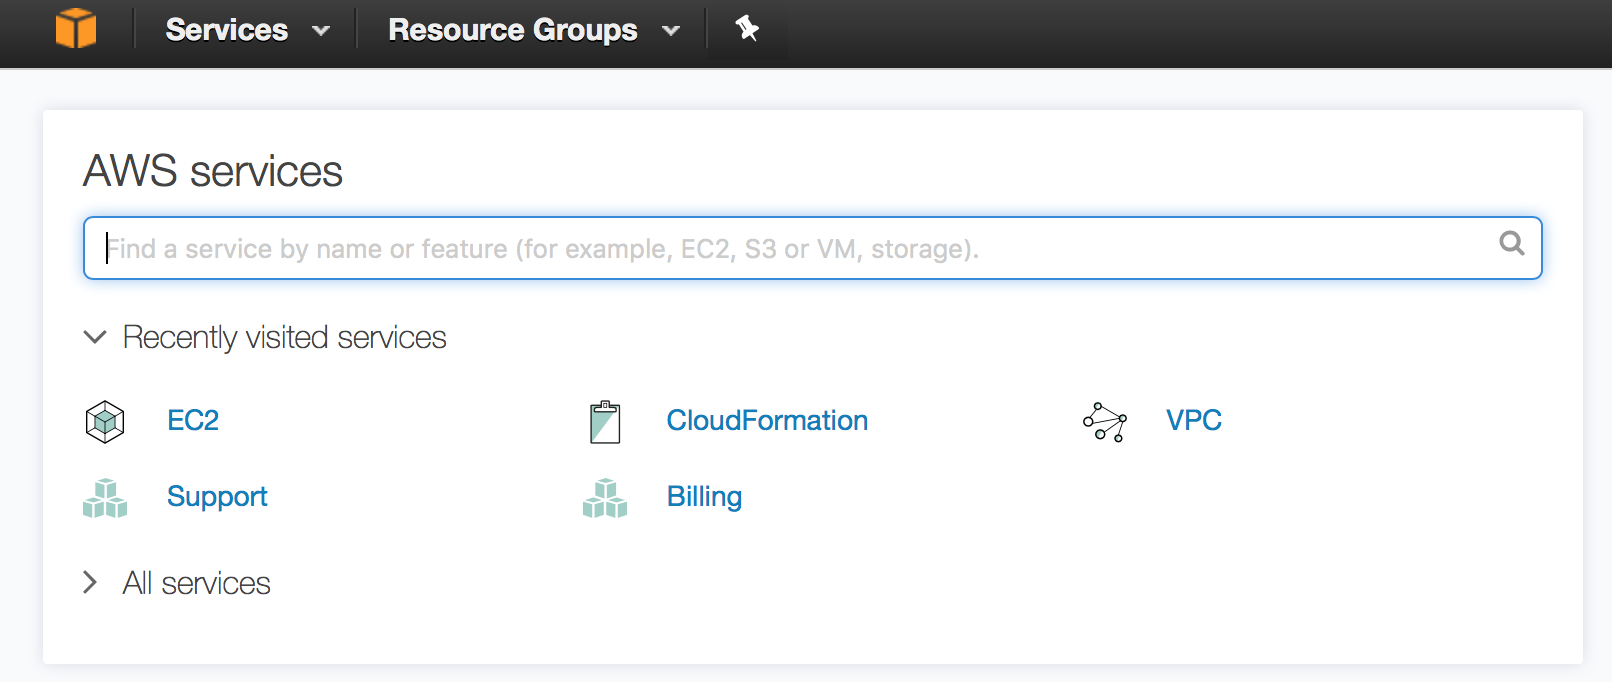 Services Resource Groups
AWS services
Find a service by name or feature (for example, EC2, S3 or VM, storage).
Recently visited services
EC2 CloudFormation VPC
Support Billing
All services